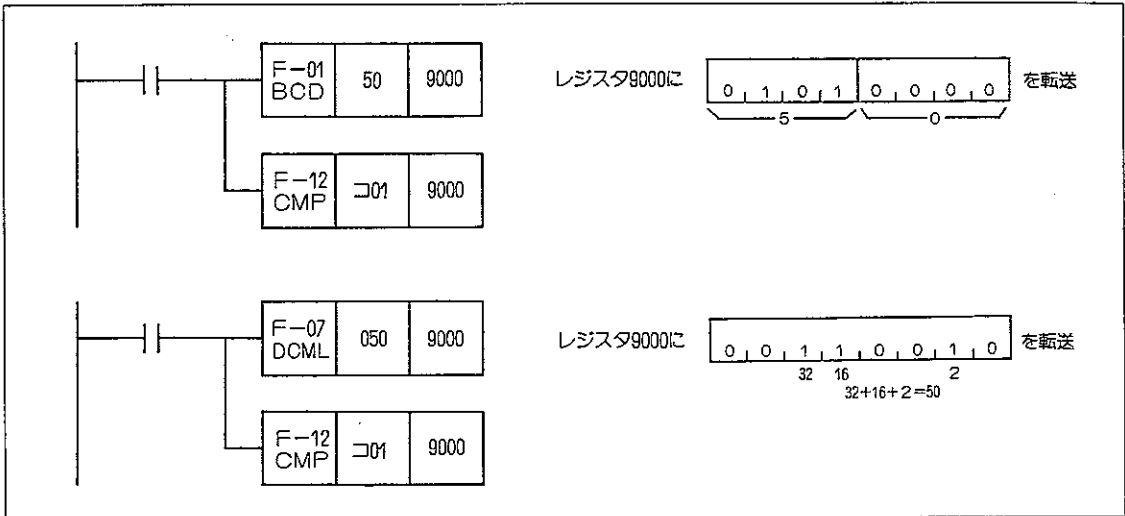 F-01 BCD 50 9000
レジスタ9000に 0 1 0 1 0 0 0 0 を転送
5 0
F-12 CMP コ01 9000
F-07 DCML 050 9000
レジスタ9000に 0 0 1 1 0 0 1 0 を転送
32 16 2
32+16+2=50
F-12 CMP コ01 9000